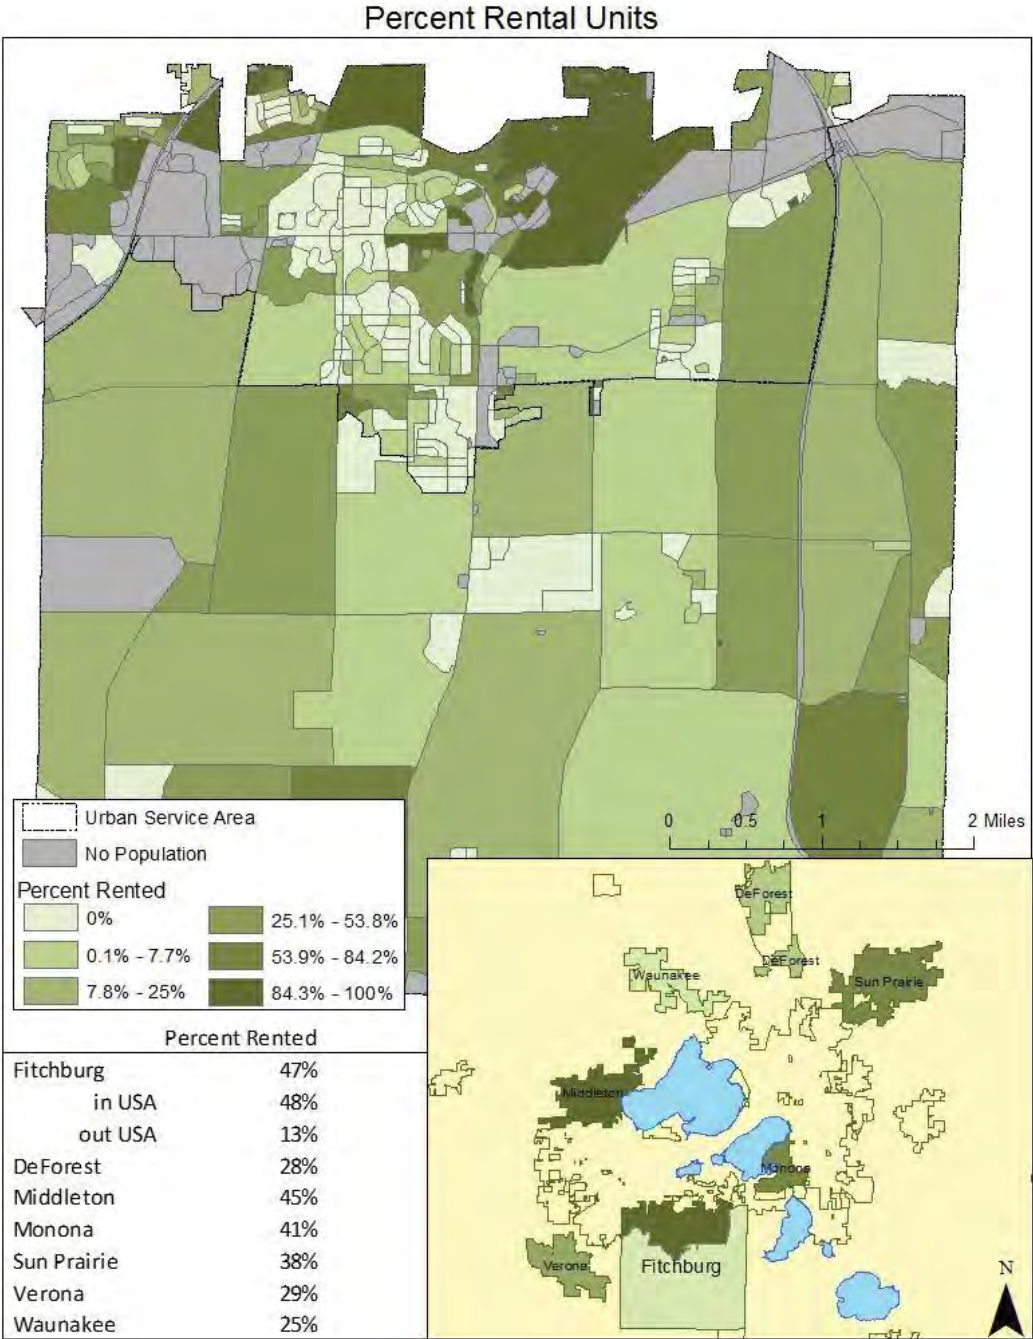 Percent Rental Units
Urban Service Area
No Population
Percent Rented
0%
0.1% - 7.7%
7.8% - 25%
25.1% - 53.8%
53.9% - 84.2%
84.3% - 100%
0 0.5 1 2 Miles
Percent Rented
Fitchburg 47%
in USA 48%
out USA 13%
DeForest 28%
Middleton 45%
Monona 41%
Sun Prairie 38%
Verona 29%
Waunakee 25%
DeForest
DeForest
Waunakee
Sun Prairie
Middleton
Monona
Verona
Fitchburg
N